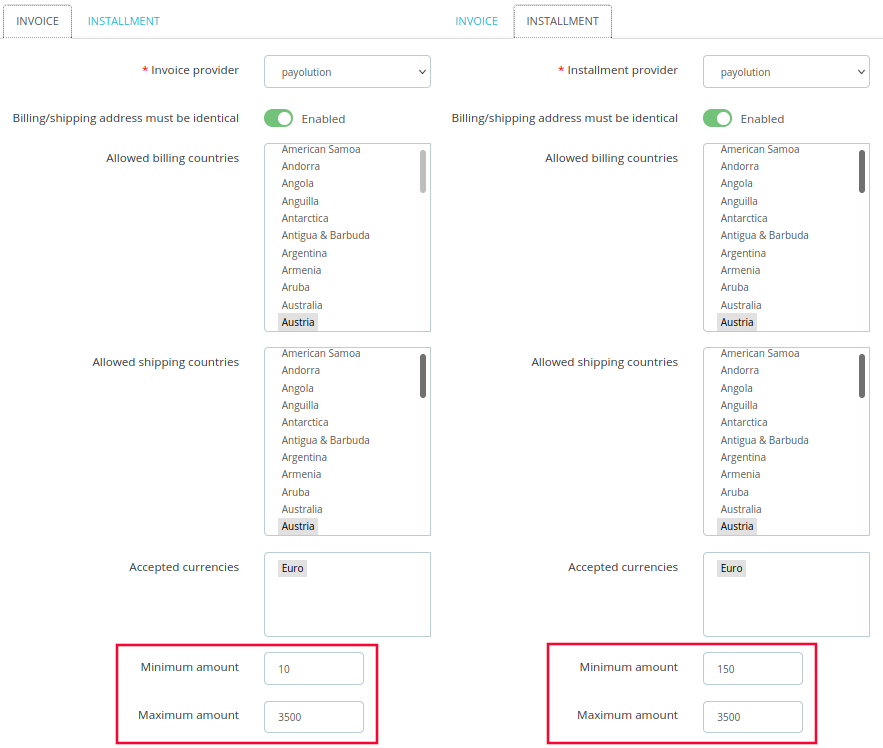 INVOICE
INSTALLMENT
* Invoice provider
payolution
Billing/shipping address must be identical
Enabled
Allowed billing countries
American Samoa
Andorra
Angola
Anguilla
Antarctica
Antigua & Barbuda
Argentina
Armenia
Aruba
Australia
Austria
Allowed shipping countries
American Samoa
Andorra
Angola
Anguilla
Antarctica
Antigua & Barbuda
Argentina
Armenia
Aruba
Australia
Austria
Accepted currencies
Euro
Minimum amount
10
Maximum amount
3500
INVOICE
INSTALLMENT
* Installment provider
payolution
Billing/shipping address must be identical
Enabled
Allowed billing countries
American Samoa
Andorra
Angola
Anguilla
Antarctica
Antigua & Barbuda
Argentina
Armenia
Aruba
Australia
Austria
Allowed shipping countries
American Samoa
Andorra
Angola
Anguilla
Antarctica
Antigua & Barbuda
Argentina
Armenia
Aruba
Australia
Austria
Accepted currencies
Euro
Minimum amount
150
Maximum amount
3500